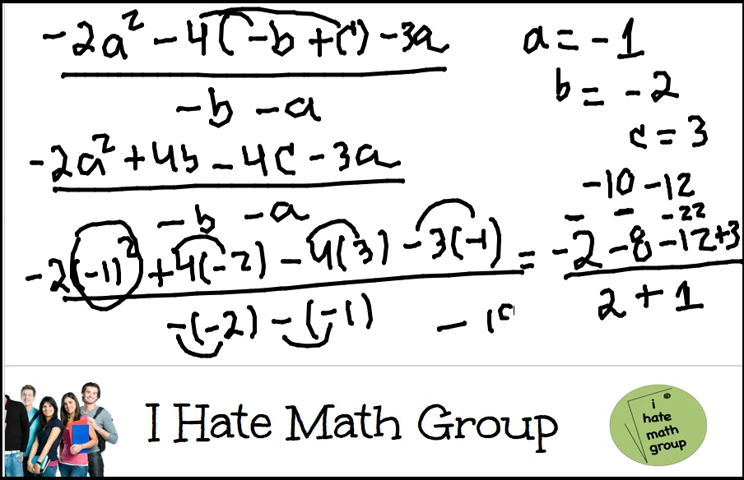 -2a² - 4(-b + c) - 3a
-b - a
a = -1
b = -2
c = 3
-2a² + 4b - 4c - 3a
-b - a
-2(-1)² + 4(-2) - 4(3) - 3(-1) =
-(-2) - (-1)
-10 -12
- - -22
-2 -8 -12 +3
2 + 1
- 1
I Hate Math Group
i
hate
math
group